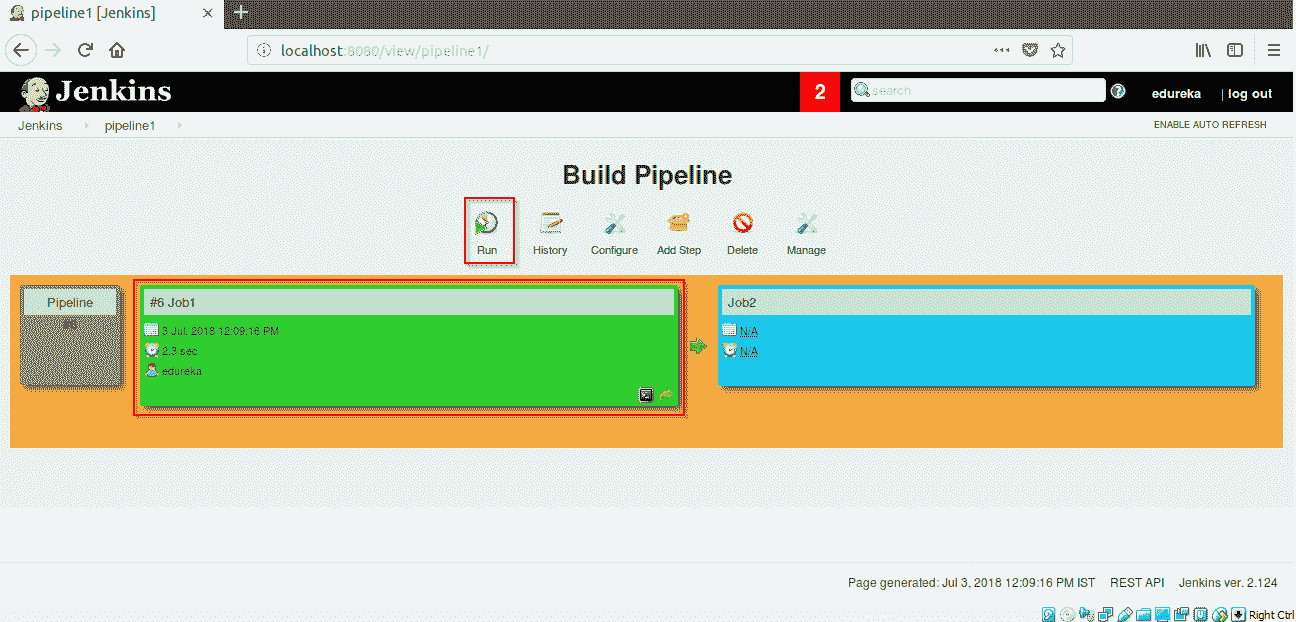 pipeline1 [Jenkins]
localhost:8080/view/pipeline1/
Jenkins
2
search
edureka
| log out
Jenkins
pipeline1
ENABLE AUTO REFRESH
Build Pipeline
Run
History
Configure
Add Step
Delete
Manage
Pipeline
#6
#6 Job1
3 Jul, 2018 12:09:16 PM
2.3 sec
edureka
Job2
N/A
N/A
Page generated: Jul 3, 2018 12:09:16 PM IST
REST API
Jenkins ver. 2.124
Right Ctrl